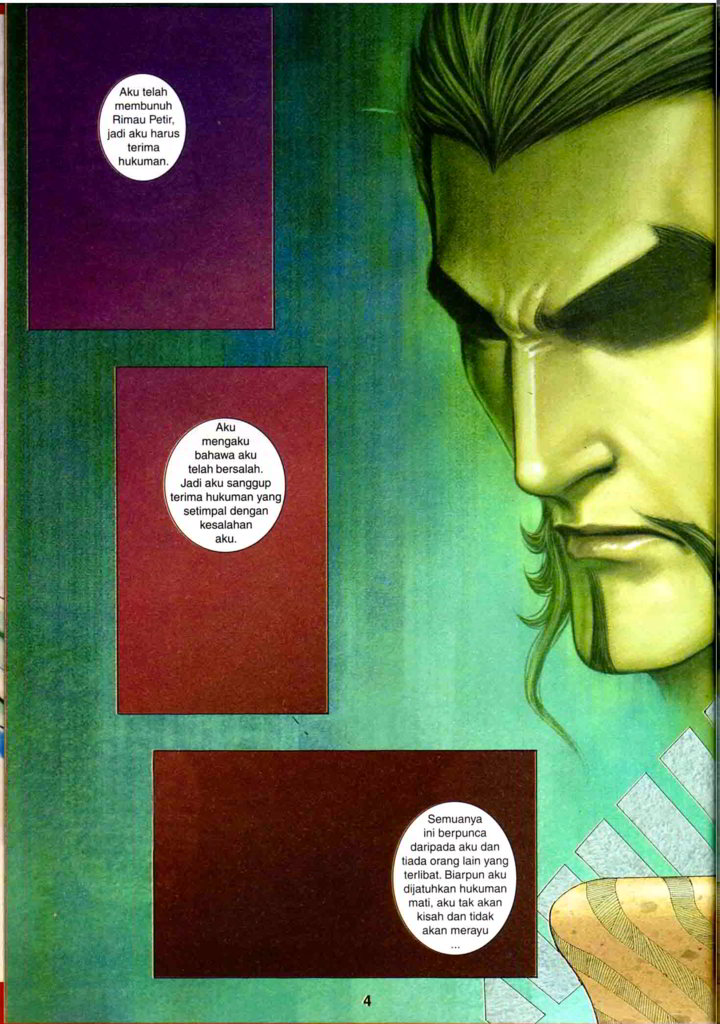 Aku telah
membunuh
Rimau Petir,
jadi aku harus
terima
hukuman.
Aku
mengaku
bahawa aku
telah bersalah.
Jadi aku sanggup
terima hukuman yang
setimpal dengan
kesalahan
aku.
Semuanya
ini berpunca
daripada aku dan
tiada orang lain yang
terlibat. Biarpun aku
dijatuhkan hukuman
mati, aku tak akan
kisah dan tidak
akan merayu
...
4